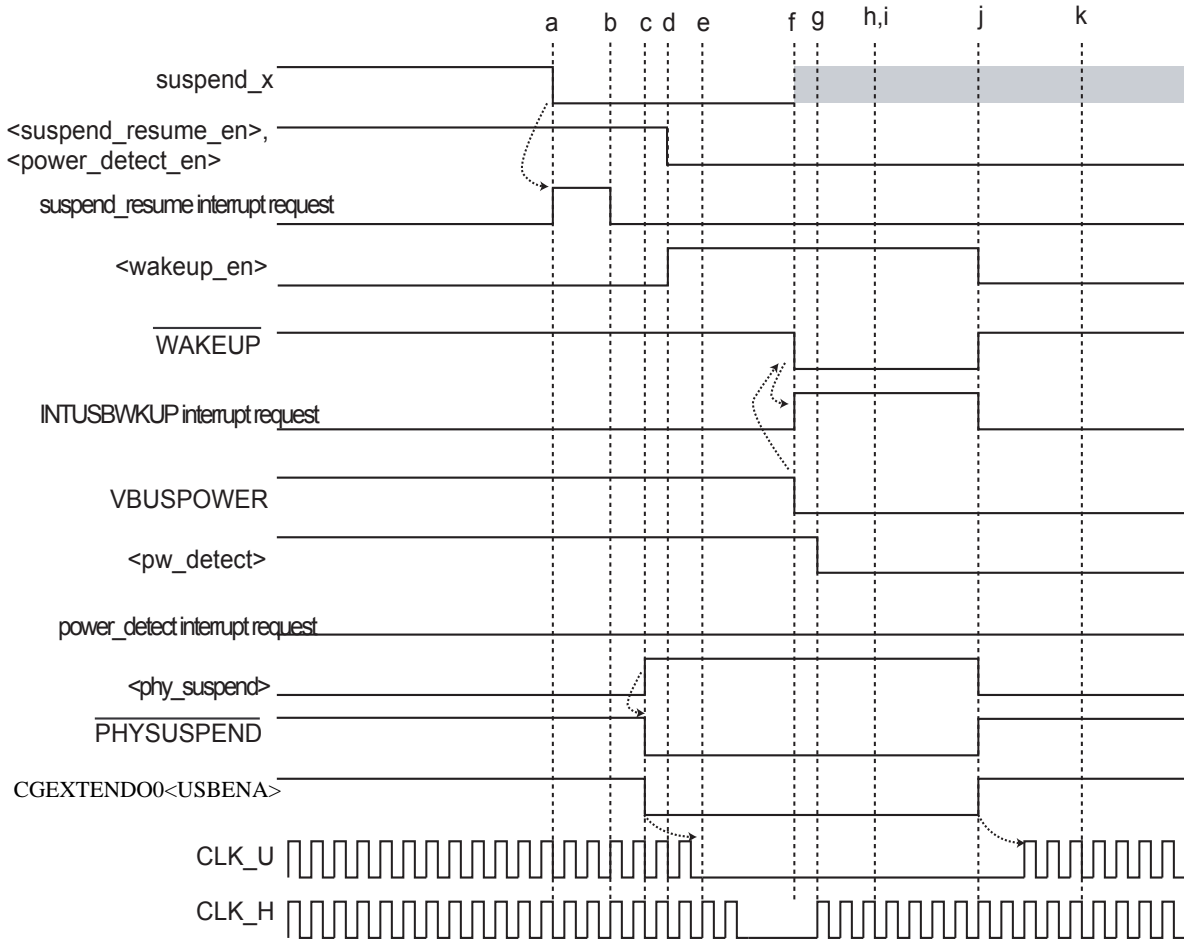 a b c d e f g h,i j k
suspend_x
<suspend_resume_en>,
<power_detect_en>
suspend_resume interrupt request
<wakeup_en>
WAKEUP
INTUSBWKUP interrupt request
VBUSPOWER
<pw_detect>
power_detect interrupt request
<phy_suspend>
PHYSUSPEND
CGEXTENDO0<USBENA>
CLK_U
CLK_H